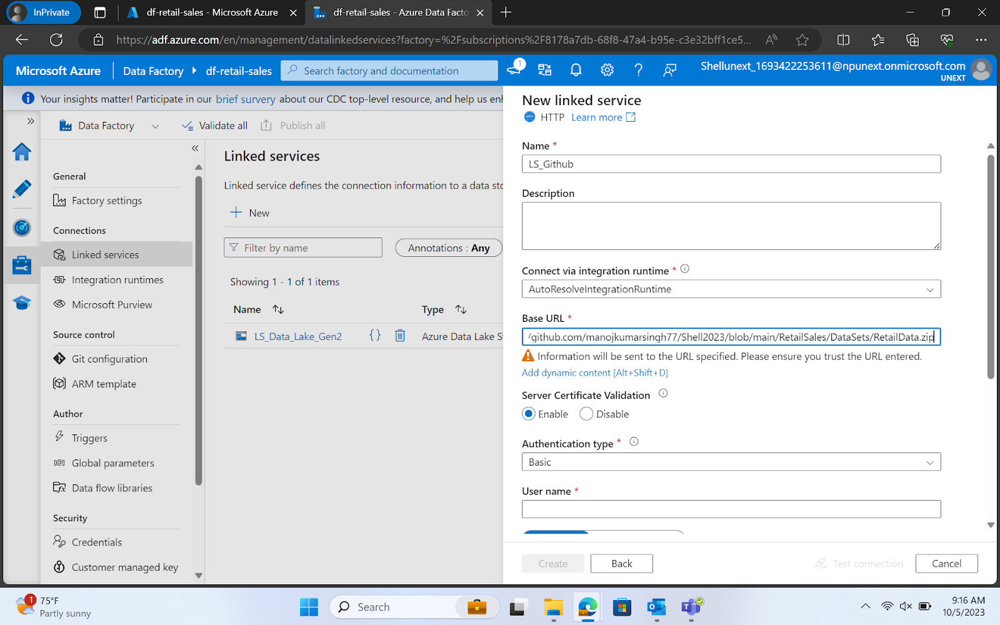 InPrivate
df-retail-sales - Microsoft Azure
df-retail-sales - Azure Data Facto
https://adf.azure.com/en/management/datalinkedservices?factory=%2Fsubscriptions%2F8178a7db-68f8-47a4-b95e-c3e32bff1ce5...
Microsoft Azure
Data Factory
df-retail-sales
Search factory and documentation
1
Shellunext_1693422253611@npunext.onmicrosoft.com
UNEXT
Your insights matter! Participate in our brief survery about our CDC top-level resource, and help us enh
Data Factory
Validate all
Publish all
General
Factory settings
Connections
Linked services
Integration runtimes
Microsoft Purview
Source control
Git configuration
ARM template
Author
Triggers
Global parameters
Data flow libraries
Security
Credentials
Customer managed key
Linked services
Linked service defines the connection information to a data sto
New
Filter by name
Annotations : Any
Showing 1 - 1 of 1 items
Name
Type
LS_Data_Lake_Gen2
{}
Azure Data Lake S
New linked service
HTTP
Learn more
Name *
LS_Github
Description
Connect via integration runtime *
AutoResolveIntegrationRuntime
Base URL *
/github.com/manojkumarsingh77/Shell2023/blob/main/RetailSales/DataSets/RetailData.zip
Information will be sent to the URL specified. Please ensure you trust the URL entered.
Add dynamic content [Alt+Shift+D]
Server Certificate Validation
Enable
Disable
Authentication type *
Basic
User name *
Create
Back
Test connection
Cancel
1
75°F
Partly sunny
Search
9:16 AM
10/5/2023